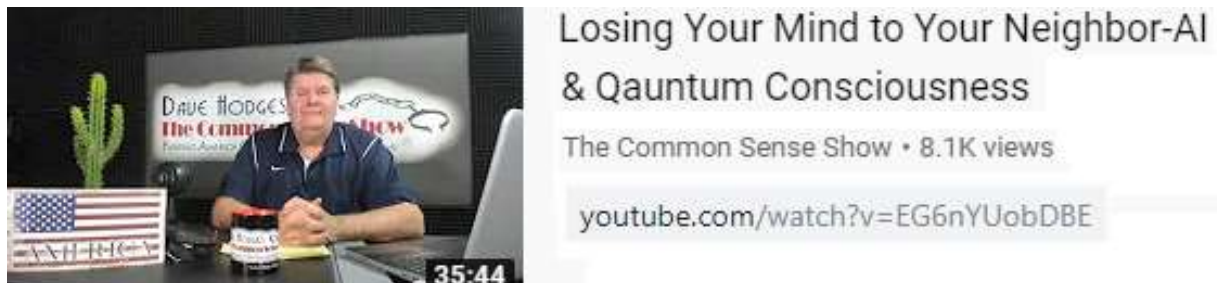 DAVE HODGES
The Common Show
AMERICA
35:44
Losing Your Mind to Your Neighbor-AI
& Qauntum Consciousness
The Common Sense Show • 8.1K views
youtube.com/watch?v=EG6nYUobDBE